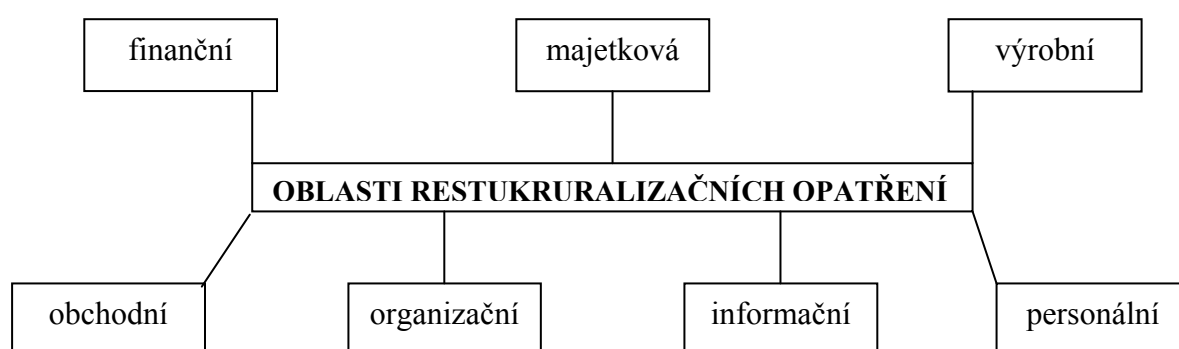 finanční
majetková
výrobní
OBLASTI RESTUKRURALIZAČNÍCH OPATŘENÍ
obchodní
organizační
informační
personální